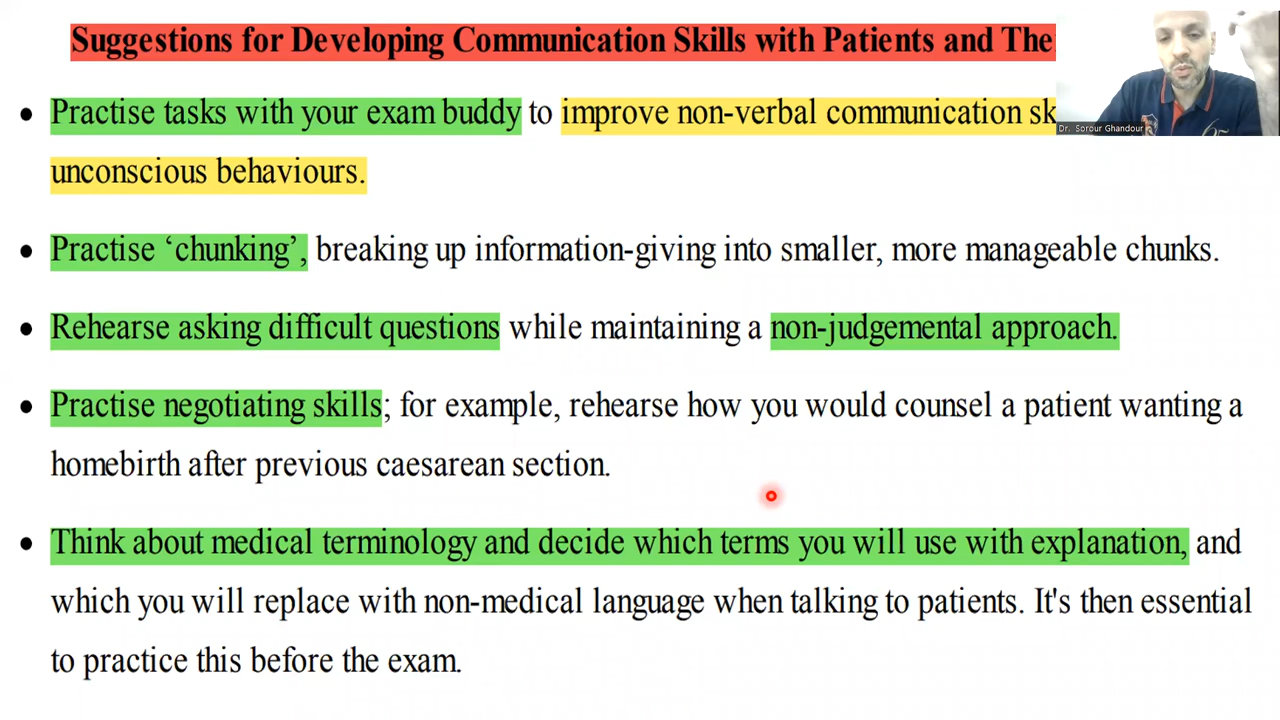 Suggestions for Developing Communication Skills with Patients and
• Practise tasks with your exam buddy to improve non-verbal communication
unconscious behaviours.
• Practise ‘chunking’, breaking up information-giving into smaller, more manageable chunks.
• Rehearse asking difficult questions while maintaining a non-judgemental approach.
• Practise negotiating skills; for example, rehearse how you would counsel a patient wanting a
homebirth after previous caesarean section.
• Think about medical terminology and decide which terms you will use with explanation, and
which you will replace with non-medical language when talking to patients. It's then essential
to practice this before the exam.
Dr. Sorour Ghandour